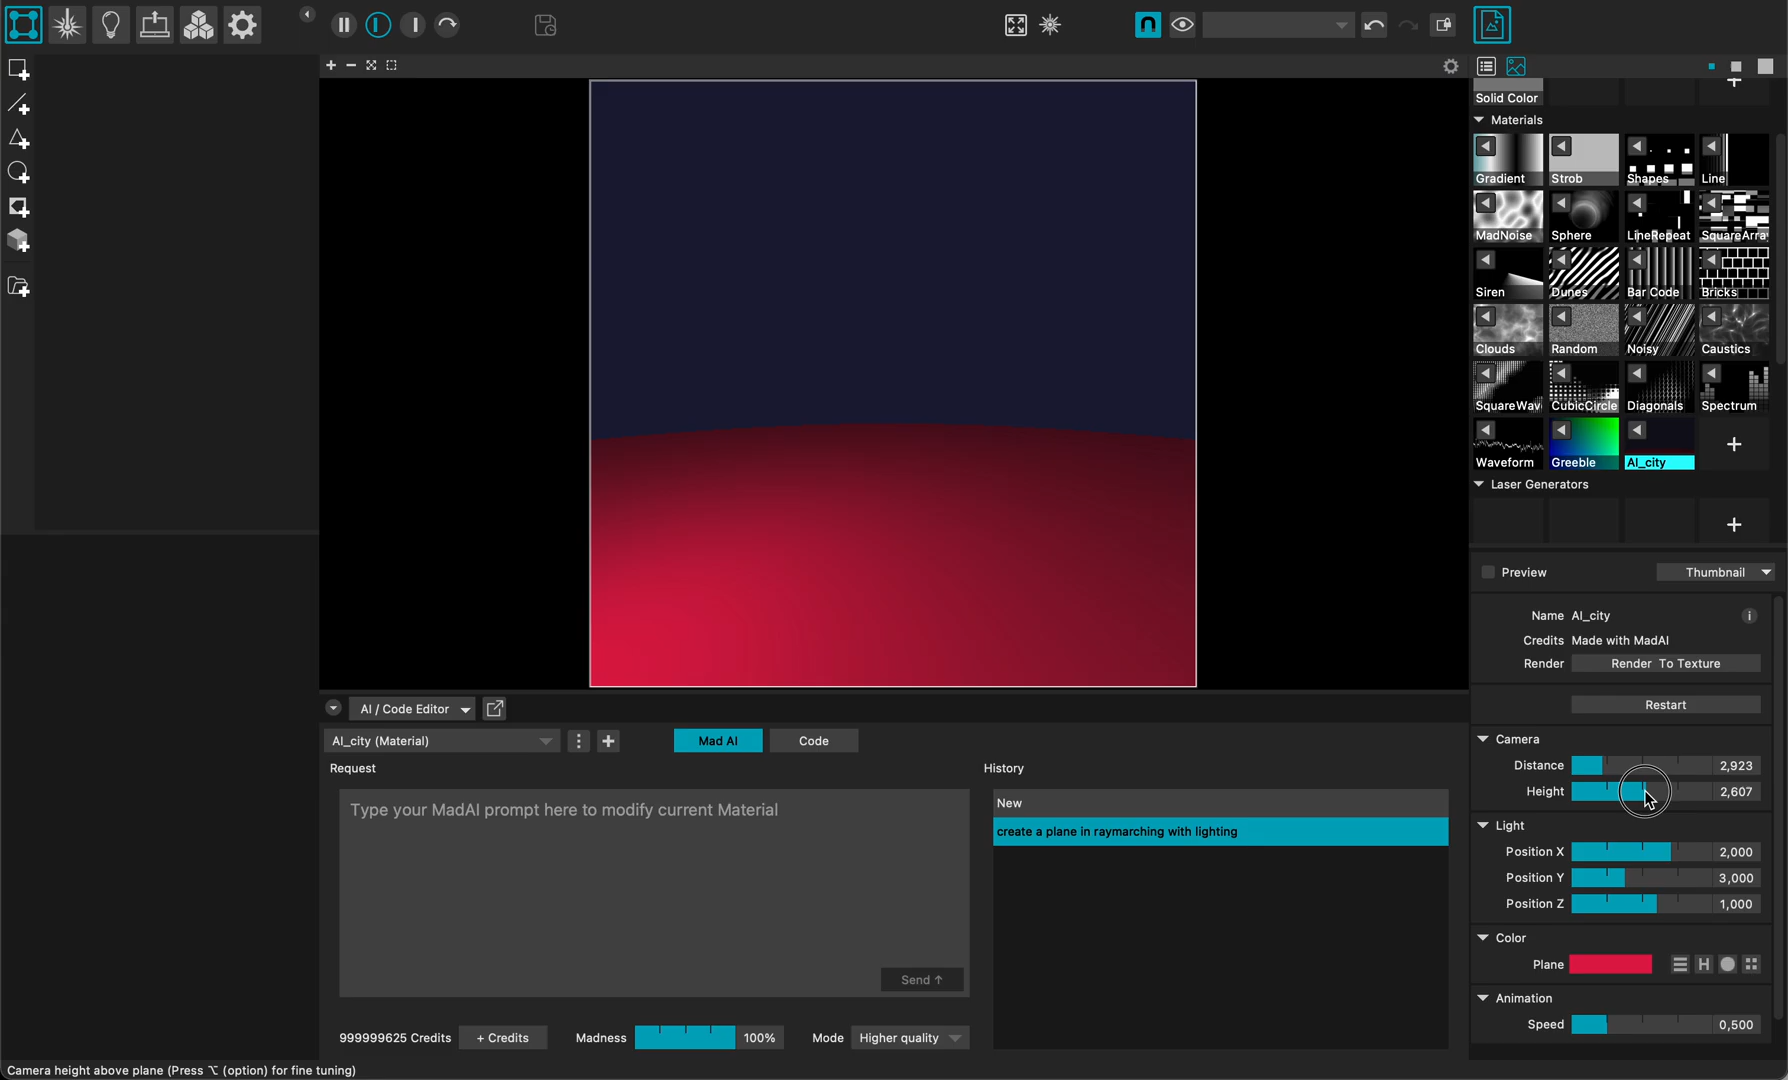 Solid Color
Materials
Gradient
Strob
Shapes
Line
MadNoise
Sphere
LineRepeat
SquareArra
Siren
Dunes
Bar Code
Bricks
Clouds
Random
Noisy
Caustics
SquareWav
CubicCircle
Diagonals
Spectrum
Waveform
Greeble
AI_city
Laser Generators
Preview
Thumbnail
Name AI_city
Credits Made with MadAI
Render Render To Texture
Restart
Camera
Distance 2,923
Height 2,607
Light
Position X 2,000
Position Y 3,000
Position Z 1,000
Color
Plane H
Animation
Speed 0,500
AI / Code Editor
AI_city (Material)
Mad AI
Code
Request
History
Type your MadAI prompt here to modify current Material
New
create a plane in raymarching with lighting
Send ↑
999999625 Credits
+ Credits
Madness 100%
Mode Higher quality
Camera height above plane (Press ⌥ (option) for fine tuning)